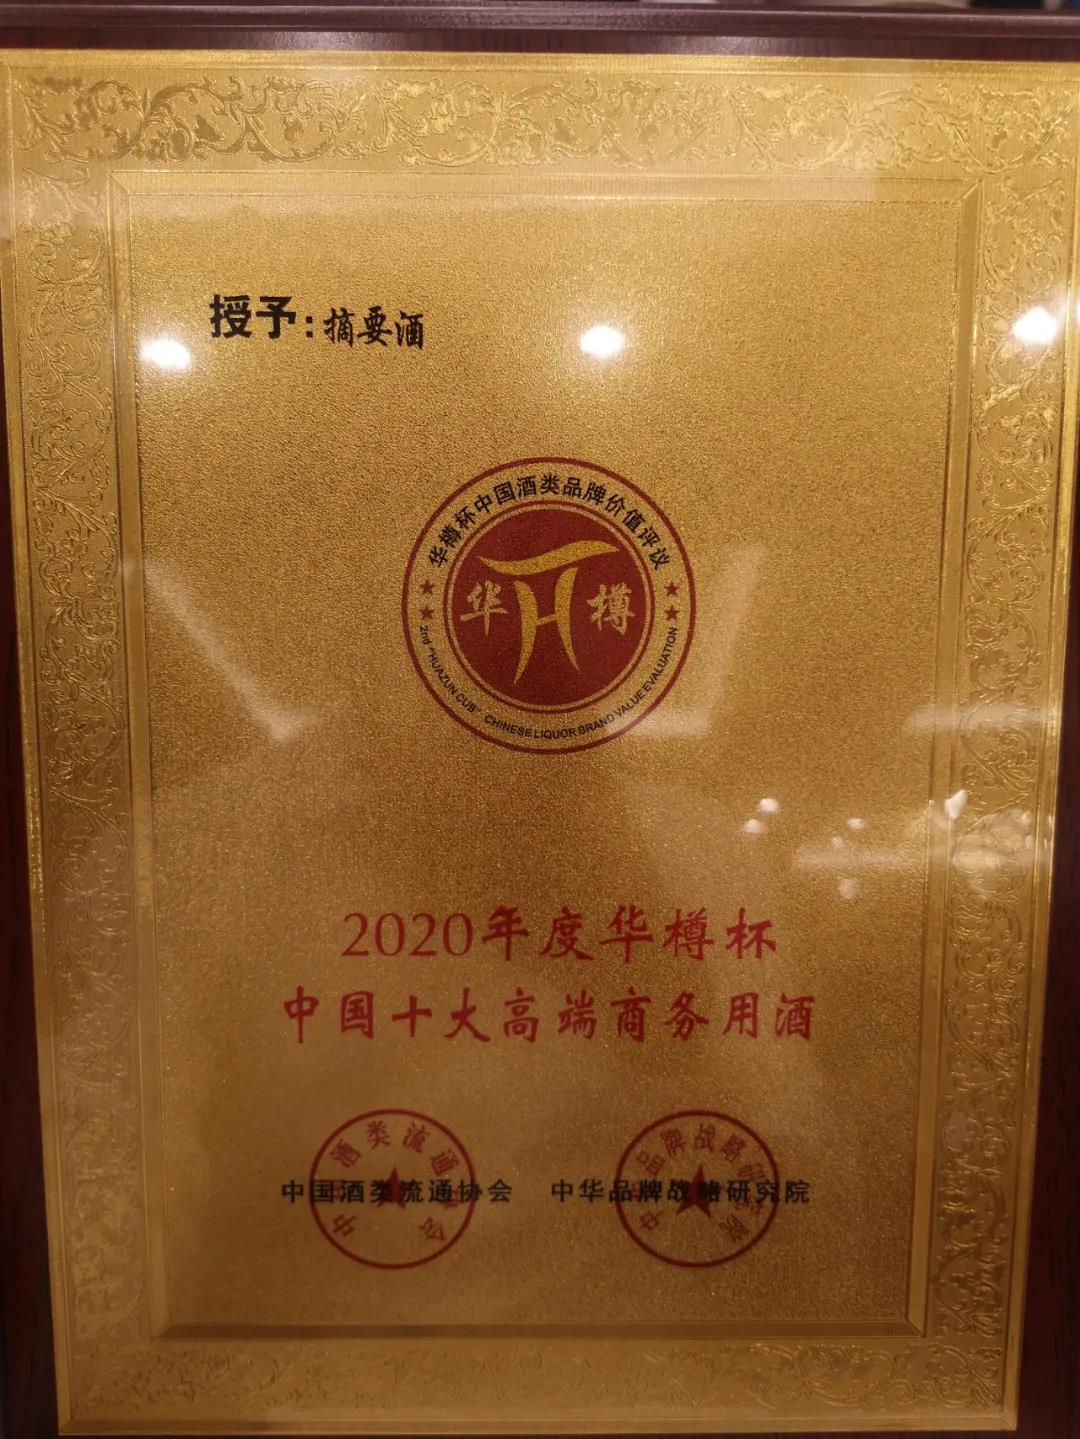 授予：摘要酒
华樽杯中国酒类品牌价值评议
华樽
2nd "HUAZUN CUB" CHINESE LIQUOR BRAND VALUE EVALUATION
2020年度华樽杯
中国十大高端商务用酒
中国酒类流通协会 中华品牌战略研究院